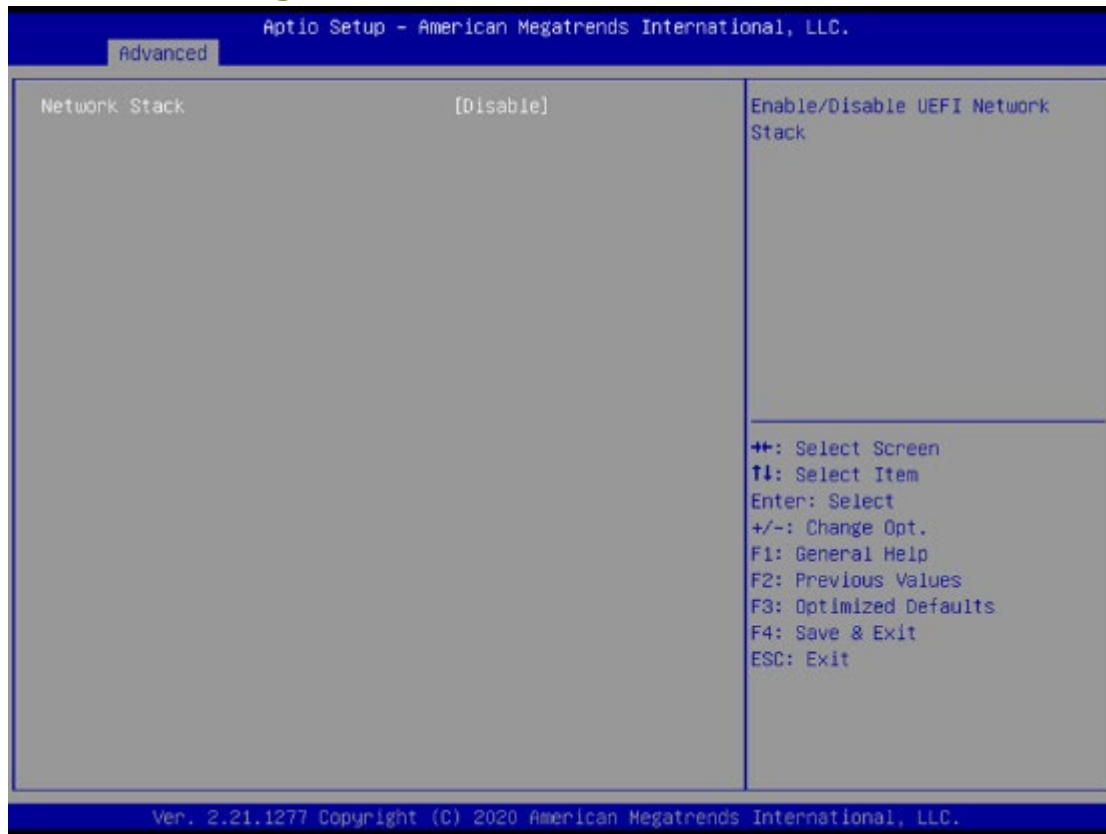 Aptio Setup – American Megatrends International, LLC.
Advanced
Network Stack [Disable]
Enable/Disable UEFI Network
Stack
→←: Select Screen
↑↓: Select Item
Enter: Select
+/-: Change Opt.
F1: General Help
F2: Previous Values
F3: Optimized Defaults
F4: Save & Exit
ESC: Exit
Ver. 2.21.1277 Copyright (C) 2020 American Megatrends International, LLC.